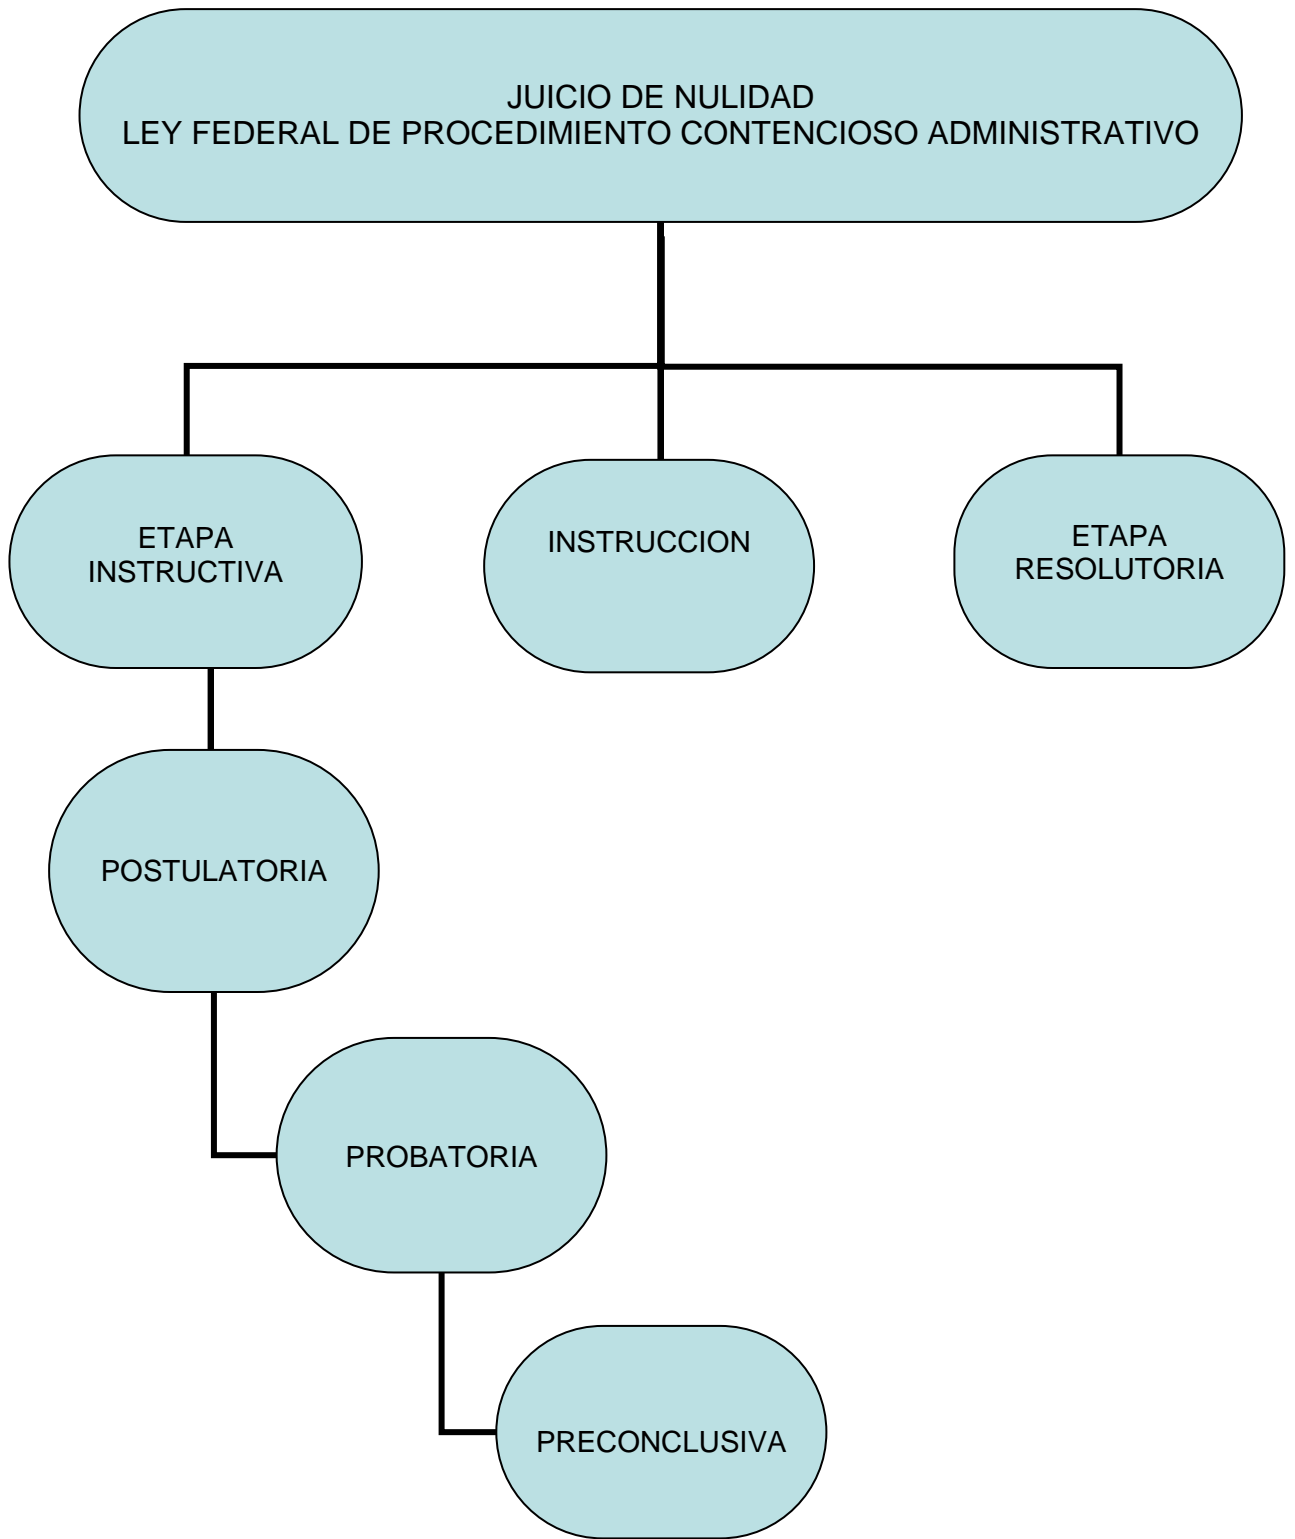 JUICIO DE NULIDAD
LEY FEDERAL DE PROCEDIMIENTO CONTENCIOSO ADMINISTRATIVO
ETAPA
INSTRUCTIVA
INSTRUCCION
ETAPA
RESOLUTORIA
POSTULATORIA
PROBATORIA
PRECONCLUSIVA